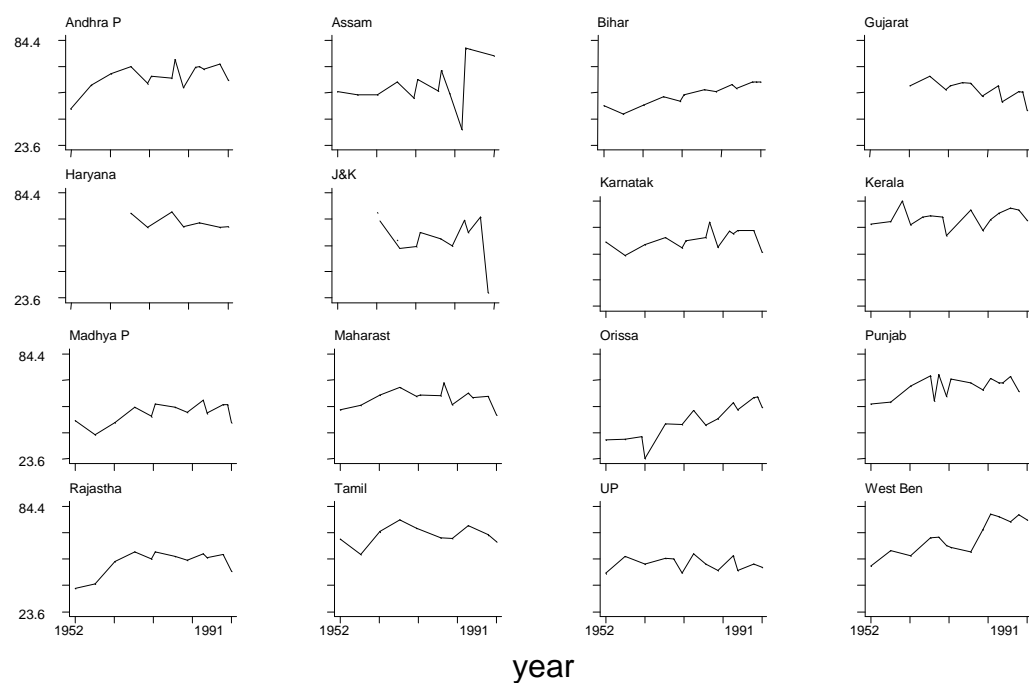 Andhra P
Assam
Bihar
Gujarat
84.4
23.6
Haryana
J&K
Karnatak
Kerala
84.4
23.6
Madhya P
Maharast
Orissa
Punjab
84.4
23.6
Rajastha
Tamil
UP
West Ben
84.4
23.6
1952 1991 1952 1991 1952 1991 1952 1991
year